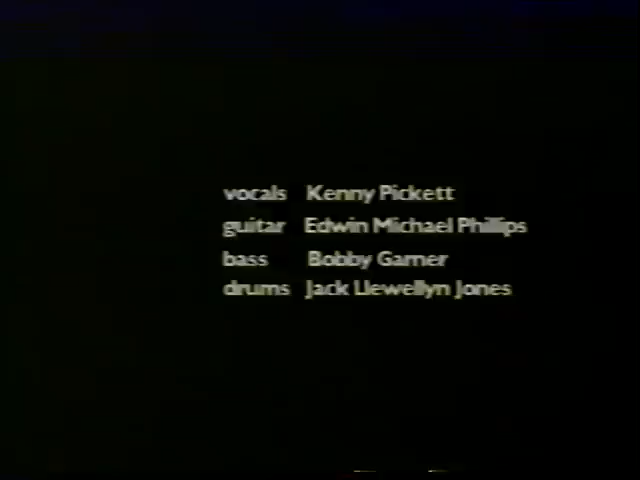 vocals Kenny Pickett
guitar Edwin Michael Phillips
bass Bobby Garner
drums Jack Llewellyn Jones